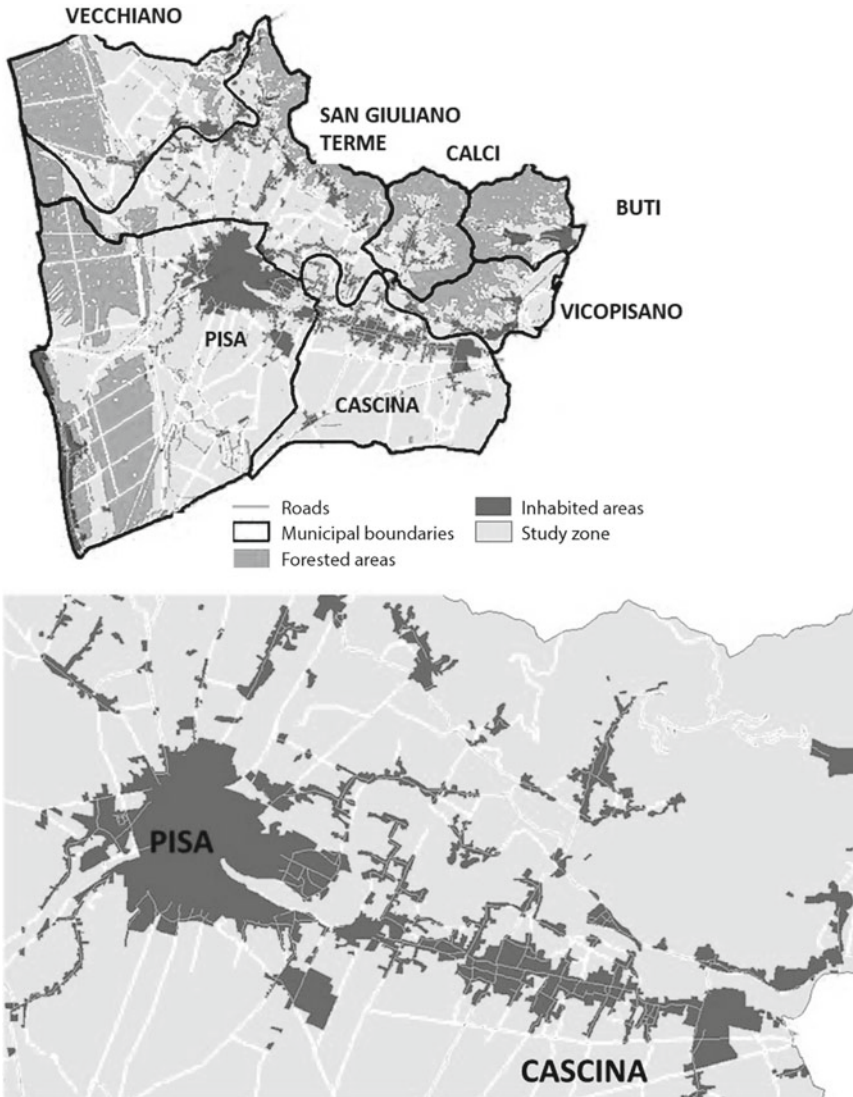 VECCHIANO
SAN GIULIANO
TERME
CALCI
BUTI
VICOPISANO
PISA
CASCINA
Roads
Municipal boundaries
Forested areas
Inhabited areas
Study zone
PISA
CASCINA